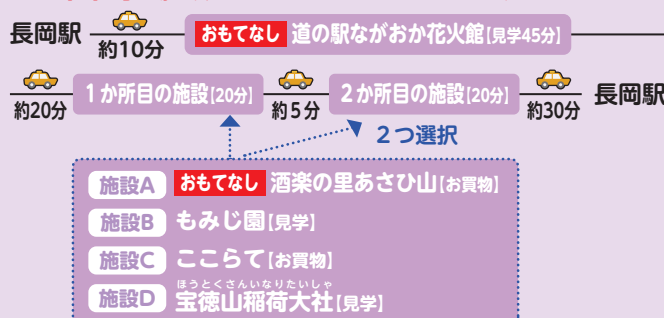 長岡駅 約10分 おもてなし 道の駅ながおか花火館[見学45分]
約20分 1か所目の施設[20分] 約5分 2か所目の施設[20分] 約30分 長岡駅
2つ選択
施設A おもてなし 酒楽の里あさひ山[お買物]
施設B もみじ園[見学]
施設C ここらて[お買物]
ほうとくさんいなりたいしゃ
施設D 宝徳山稲荷大社[見学]